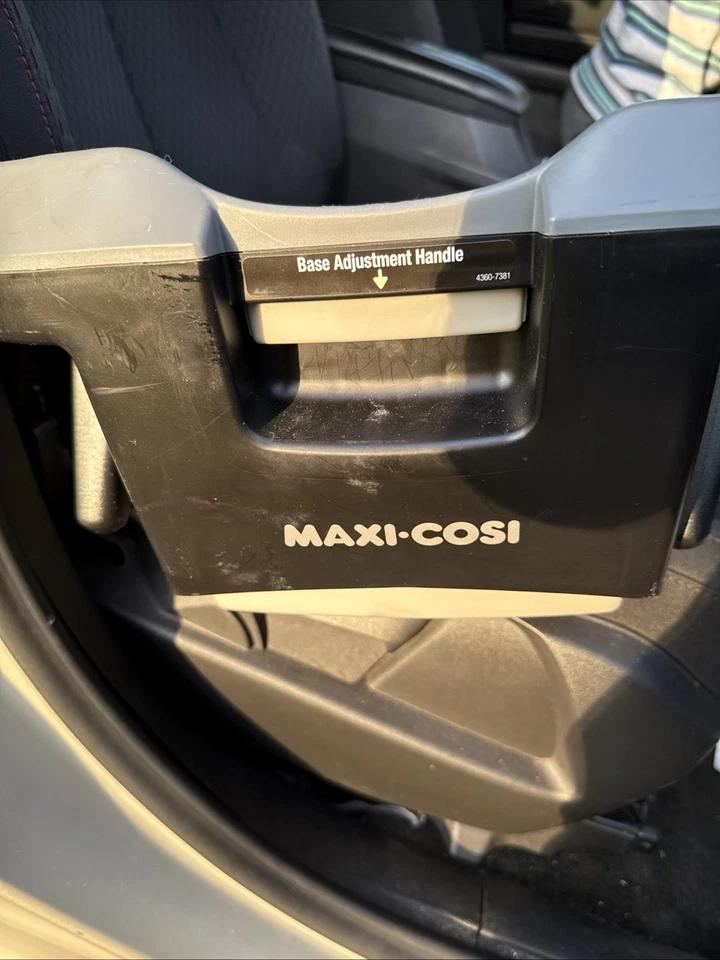 Base Adjustment Handle
4360-7381
MAXI-COSI